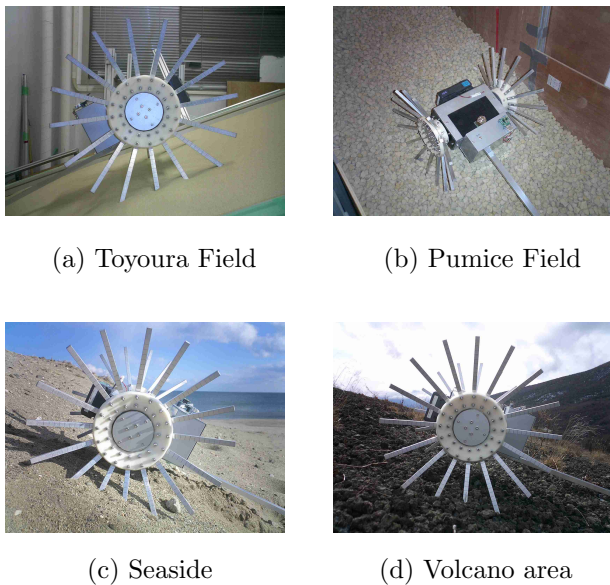 (a) Toyoura Field
(b) Pumice Field
(c) Seaside
(d) Volcano area